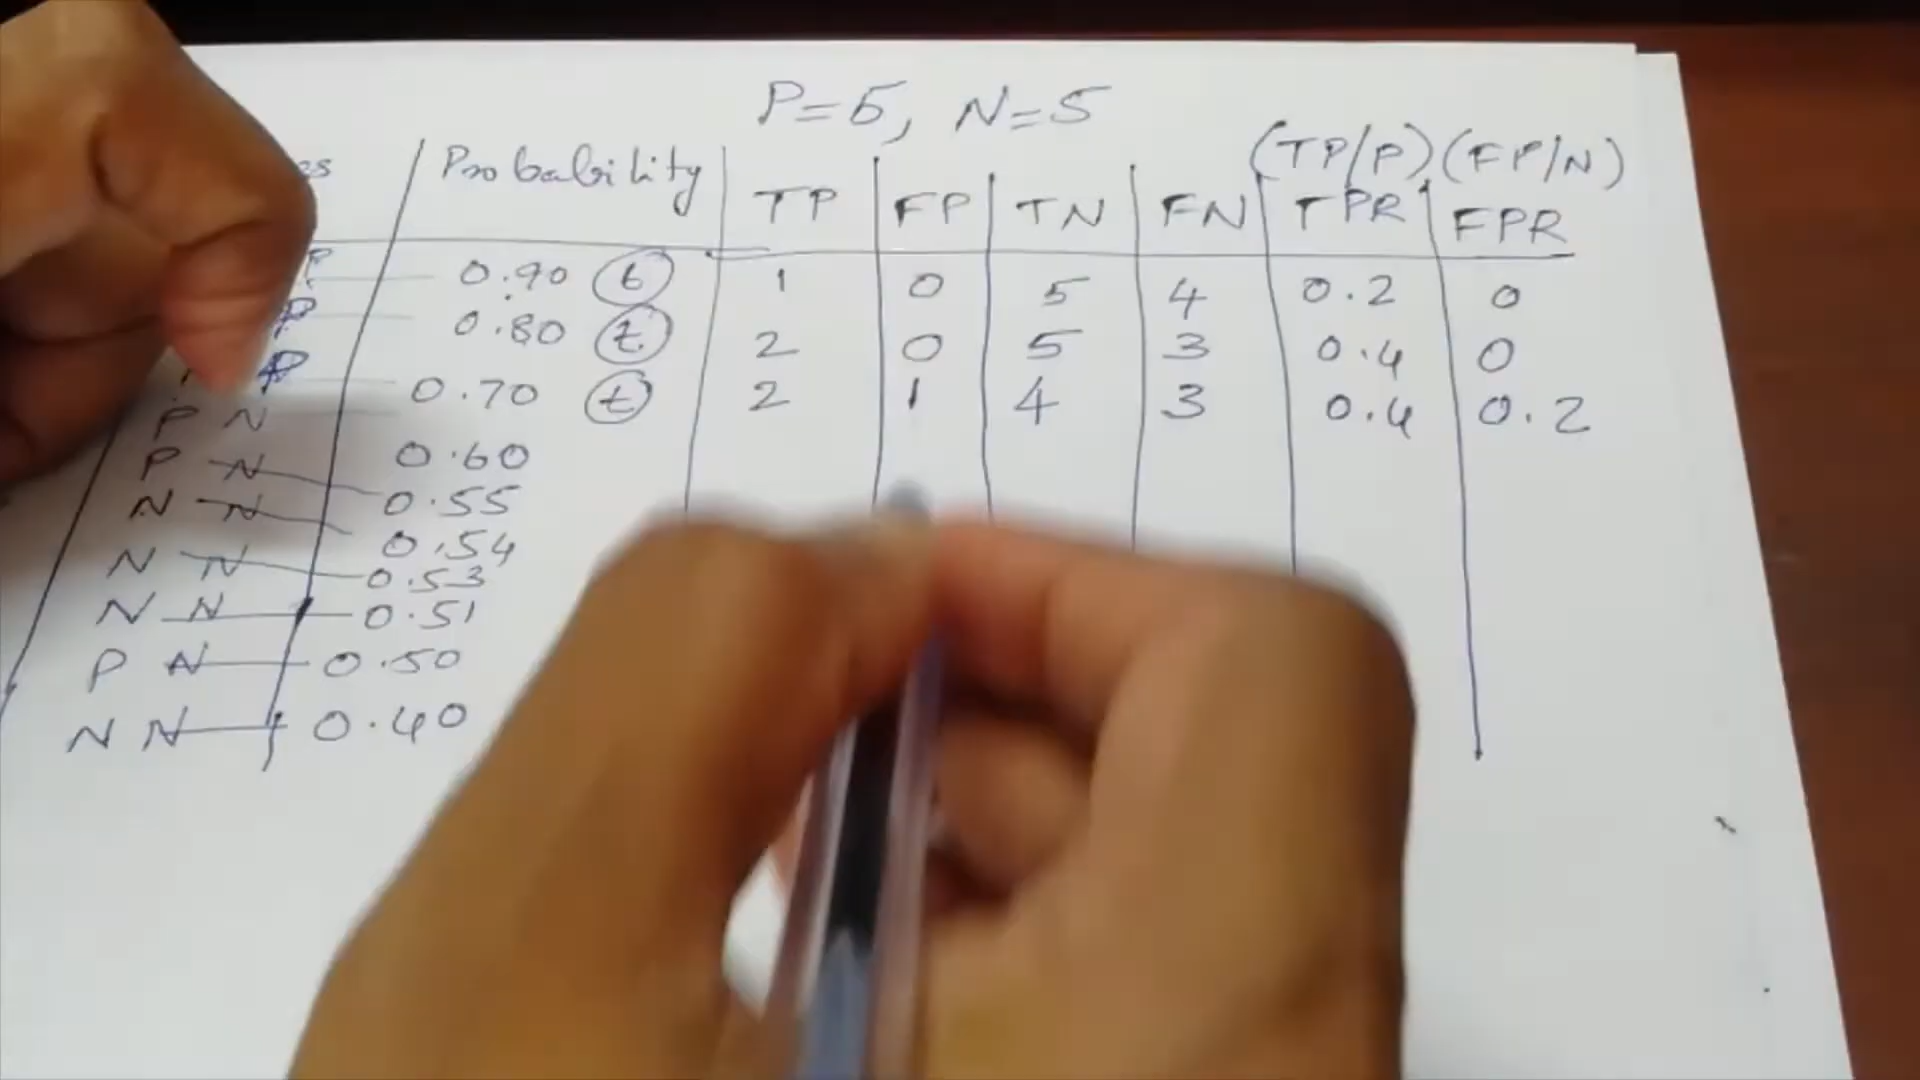 P=5, N=5
(TP/P) (FP/N)
es Probability TP FP TN FN TPR FPR
P 0.90 t 1 0 5 4 0.2 0
P 0.80 t 2 0 5 3 0.4 0
P 0.70 t 2 1 4 3 0.4 0.2
P N 0.60
P N 0.55
N N 0.54
N N 0.53
N N 0.51
P N 0.50
N N 0.40